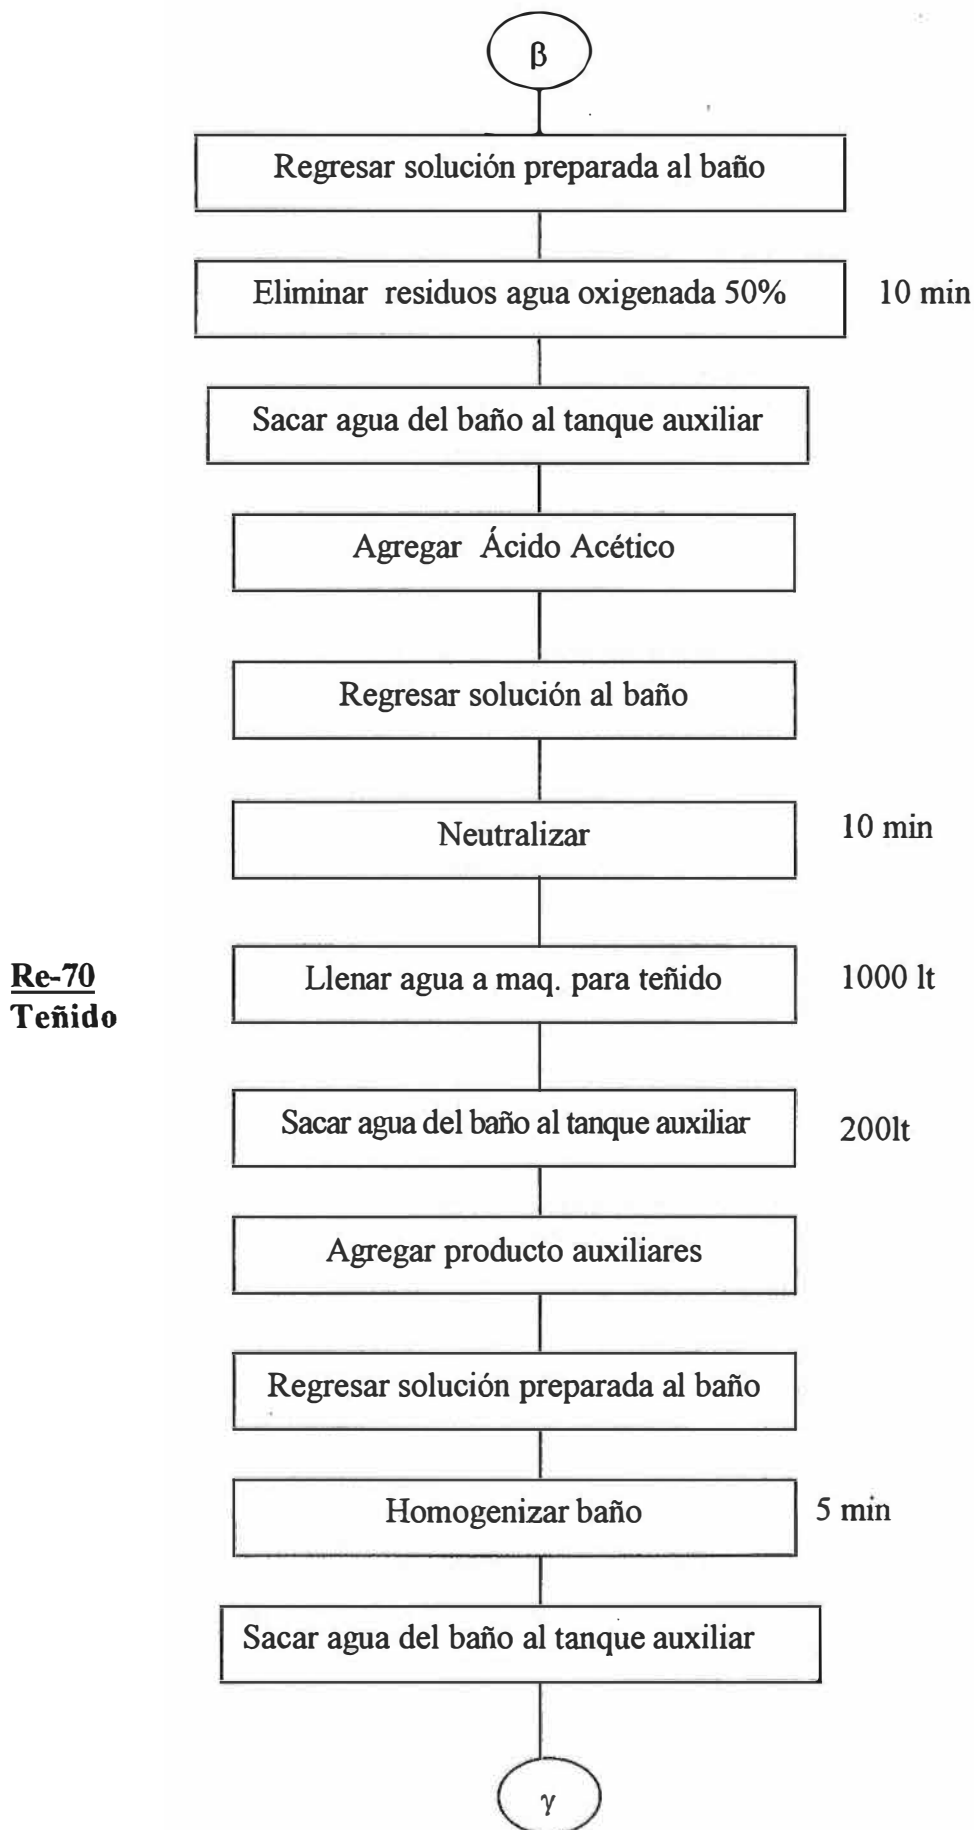 β
Regresar solución preparada al baño
Eliminar residuos agua oxigenada 50%
10 min
Sacar agua del baño al tanque auxiliar
Agregar Ácido Acético
Regresar solución al baño
Neutralizar
10 min
Re-70
Teñido
Llenar agua a maq. para teñido
1000 lt
Sacar agua del baño al tanque auxiliar
200lt
Agregar producto auxiliares
Regresar solución preparada al baño
Homogenizar baño
5 min
Sacar agua del baño al tanque auxiliar
γ